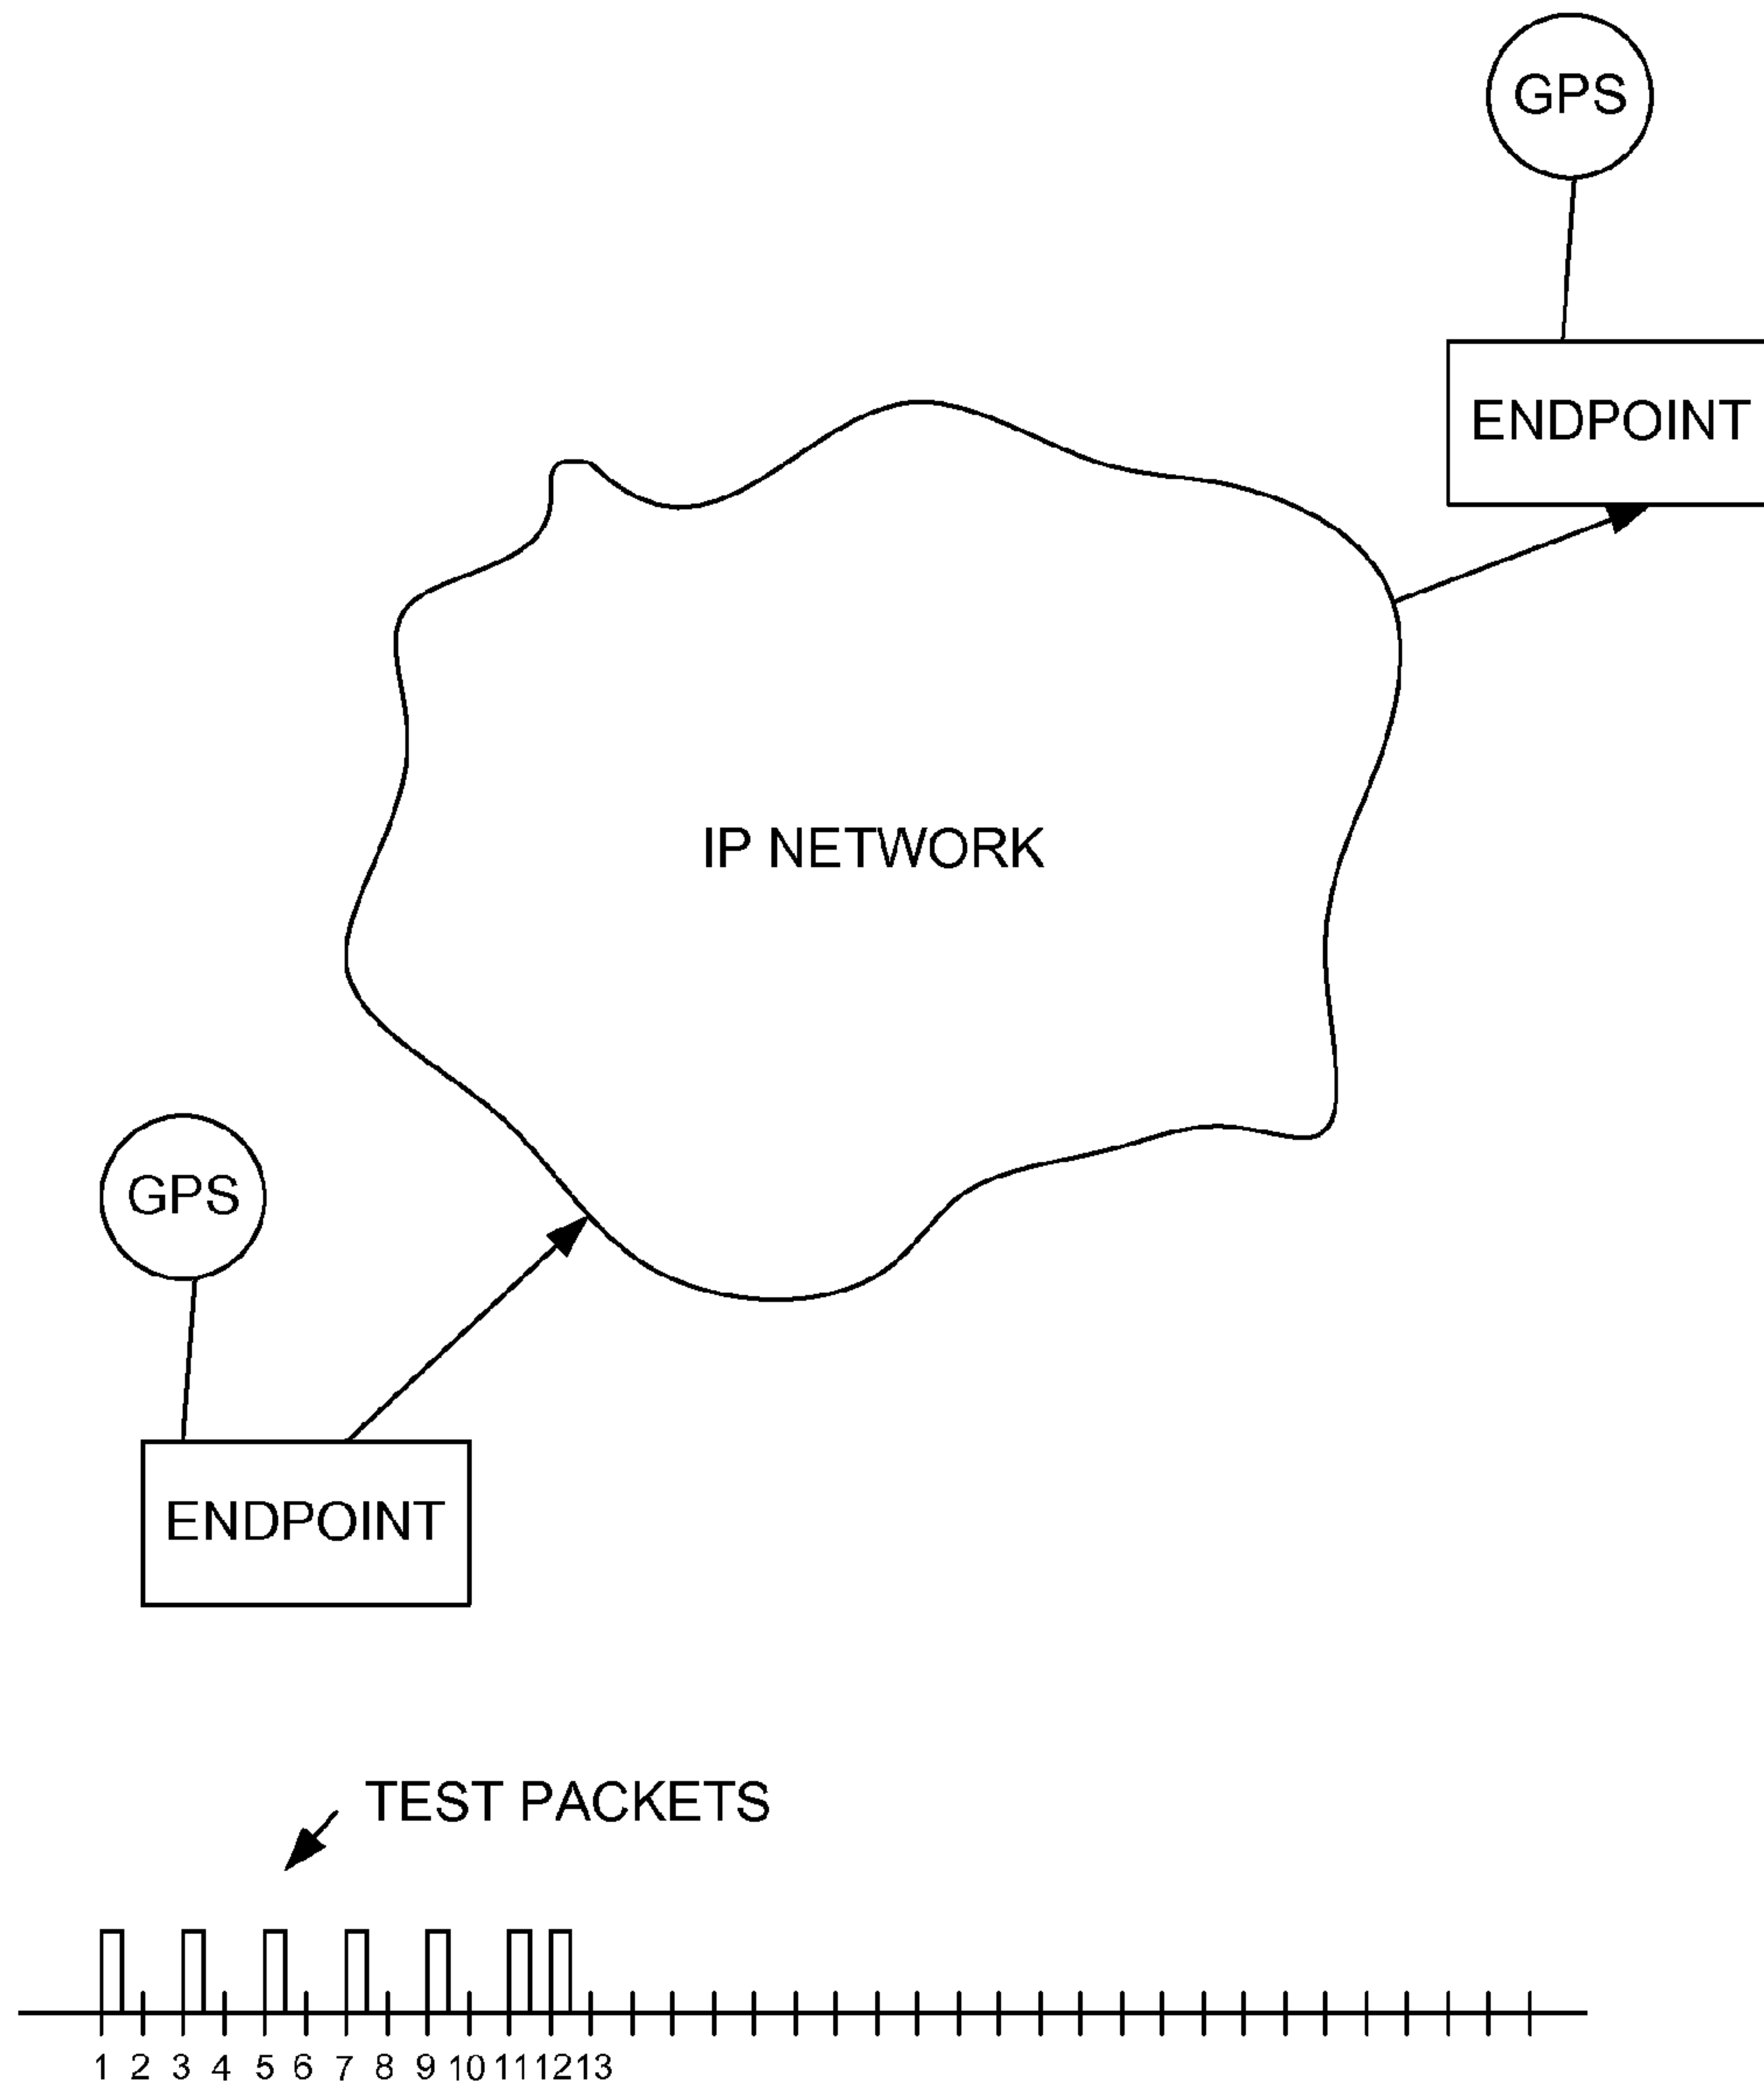 GPS
ENDPOINT
IP NETWORK
GPS
ENDPOINT
TEST PACKETS
1 2 3 4 5 6 7 8 9 10 11 12 13